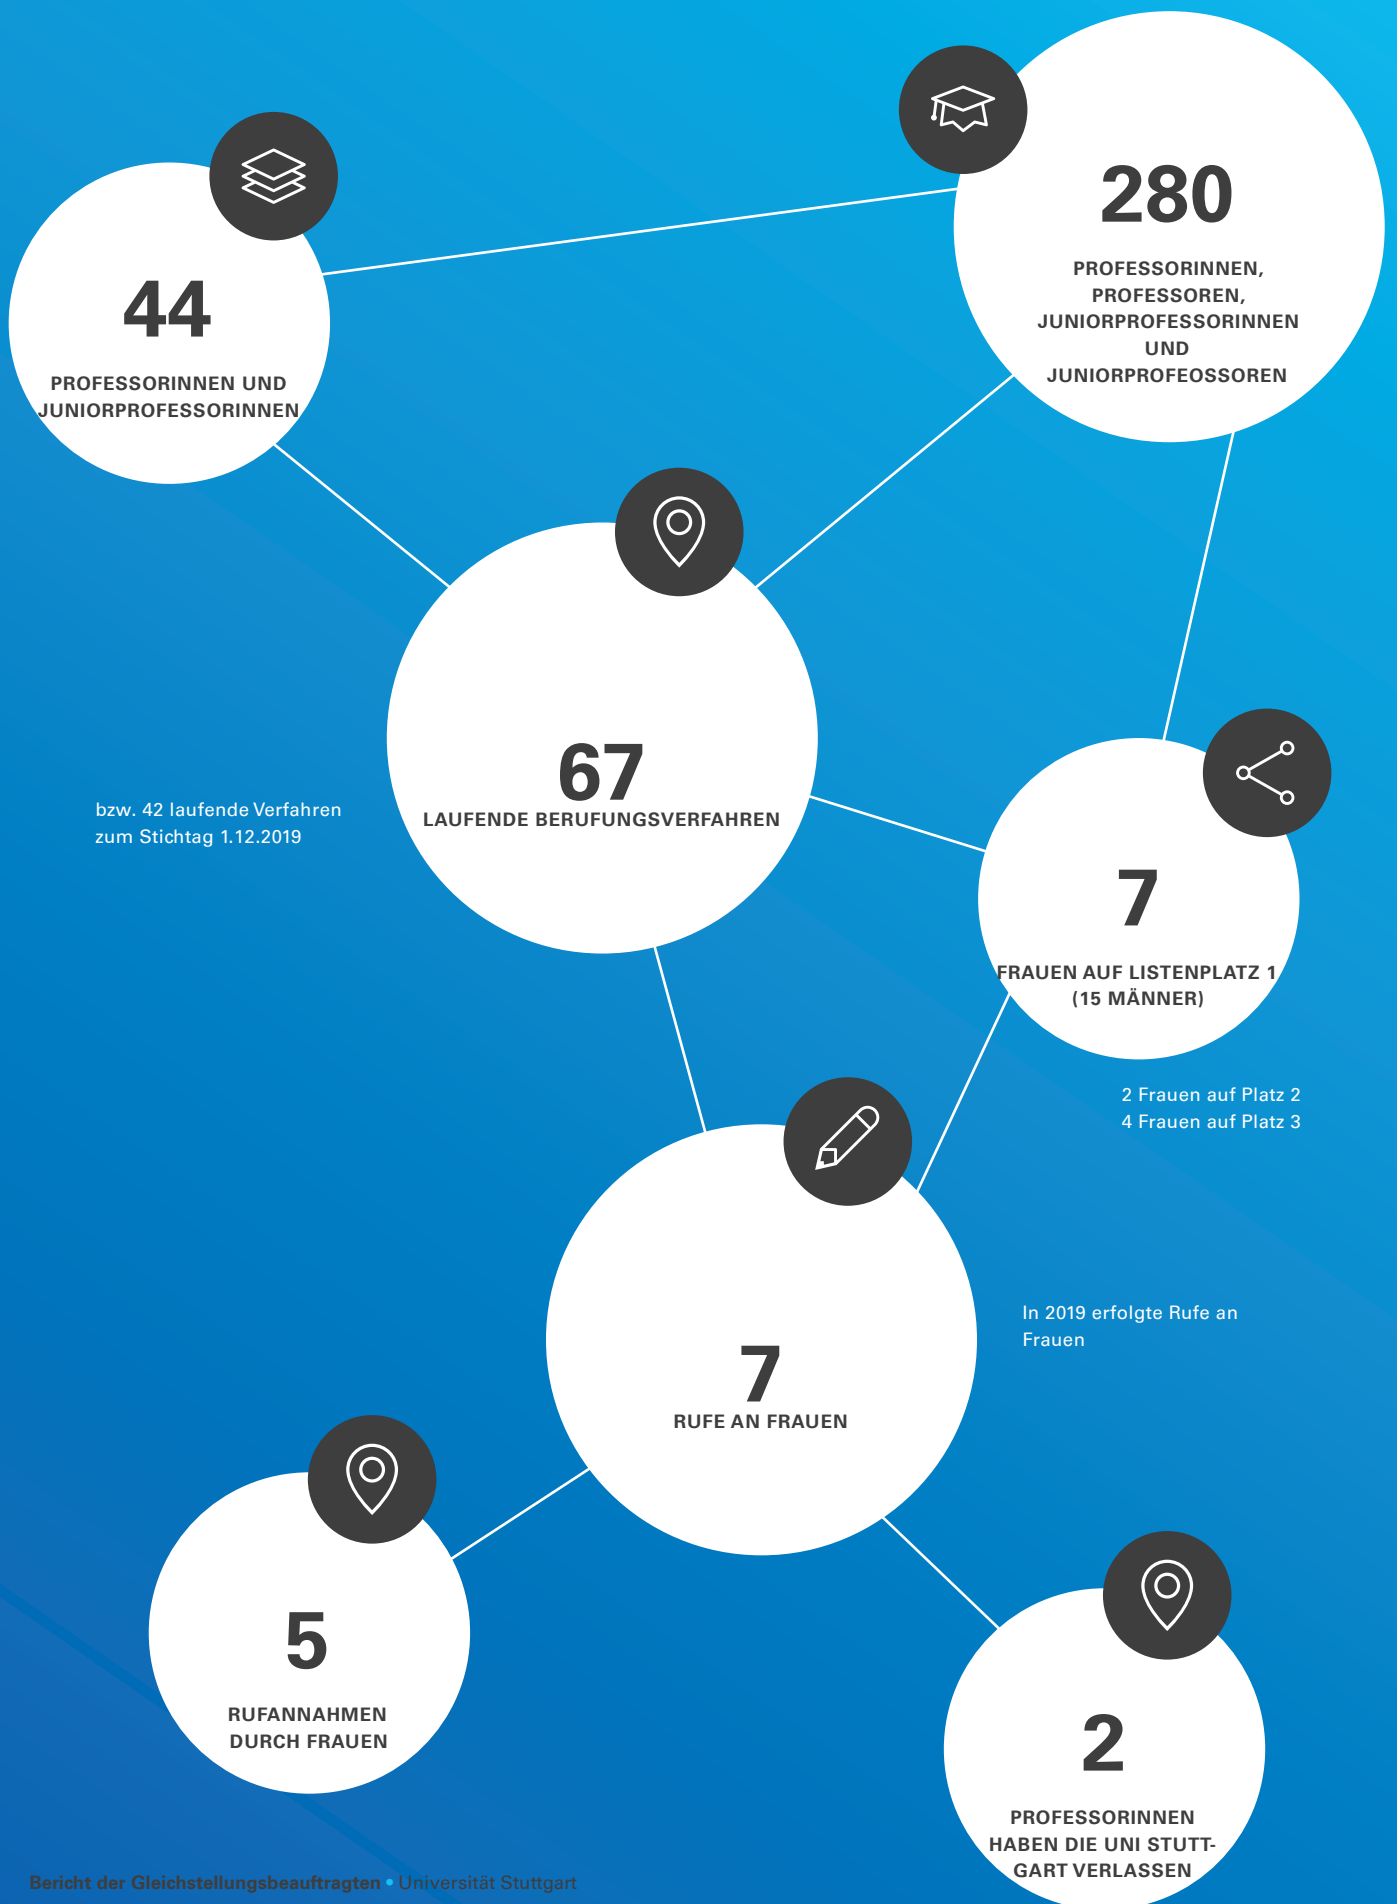 280
PROFESSORINNEN,
PROFESSOREN,
JUNIORPROFESSORINNEN
UND
JUNIORPROFEOSSOREN
44
PROFESSORINNEN UND
JUNIORPROFESSORINNEN
67
LAUFENDE BERUFUNGSVERFAHREN
bzw. 42 laufende Verfahren
zum Stichtag 1.12.2019
7
FRAUEN AUF LISTENPLATZ 1
(15 MÄNNER)
2 Frauen auf Platz 2
4 Frauen auf Platz 3
7
RUFE AN FRAUEN
In 2019 erfolgte Rufe an
Frauen
5
RUFANNAHMEN
DURCH FRAUEN
2
PROFESSORINNEN
HABEN DIE UNI STUTT-
GART VERLASSEN
Bericht der Gleichstellungsbeauftragten • Universität Stuttgart